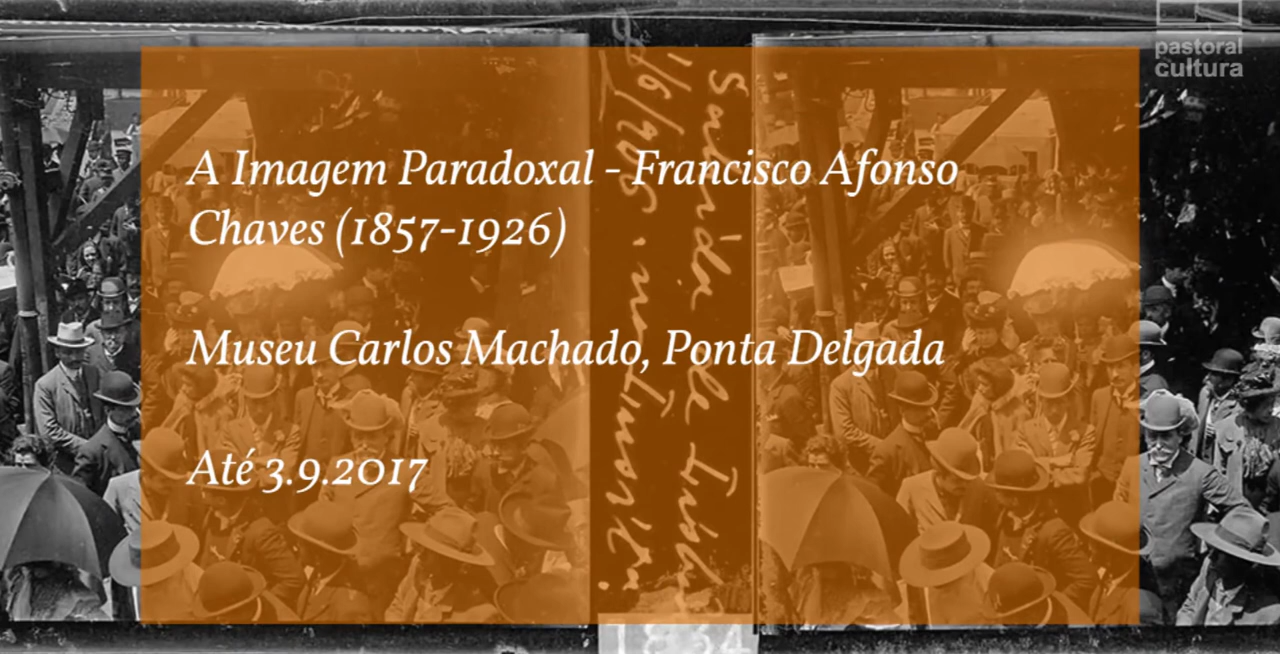 pastoral
cultura
A Imagem Paradoxal - Francisco Afonso
Chaves (1857-1926)
Museu Carlos Machado, Ponta Delgada
Até 3.9.2017